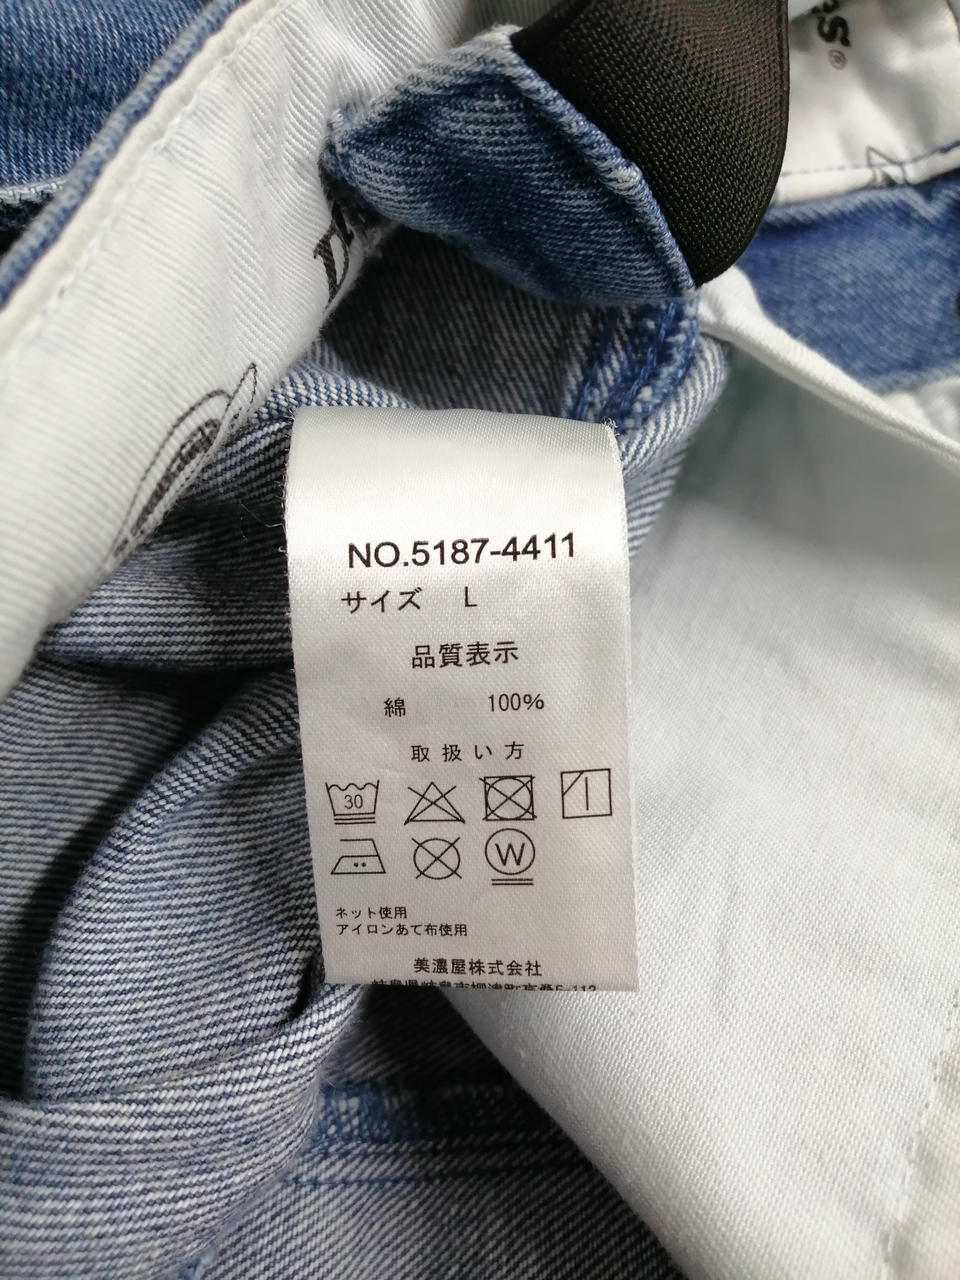 NO.5187-4411
サイズ L
品質表示
綿 100%
取扱い方
30
W
ネット使用
アイロンあて布使用
美濃屋株式会社